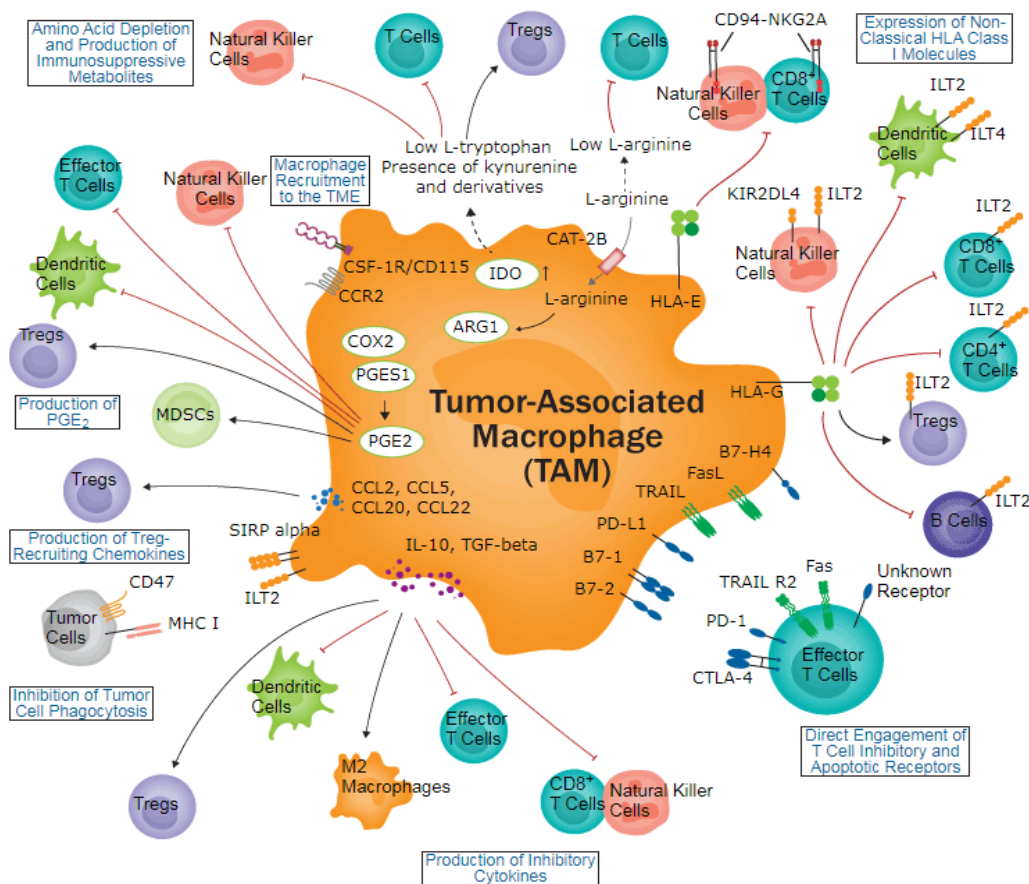 Amino Acid Depletion
and Production of
Immunosuppressive
Metabolites
Natural Killer
Cells
T Cells
Tregs
T Cells
CD94-NKG2A
Natural Killer
Cells
CD8+
T Cells
Expression of Non-
Classical HLA Class
I Molecules
ILT2
ILT4
Dendritic
Cells
Effector
T Cells
Natural Killer
Cells
Macrophage
Recruitment
to the TME
Low L-tryptophan
Presence of kynurenine
and derivatives
Low L-arginine
L-arginine
CAT-2B
KIR2DL4
ILT2
Natural Killer
Cells
ILT2
CD8+
T Cells
Dendritic
Cells
CSF-1R/CD115
CCR2
IDO
L-arginine
ARG1
HLA-E
ILT2
CD4+
T Cells
Tregs
COX2
PGES1
PGE2
Production of
PGE2
MDSCs
Tumor-Associated
Macrophage
(TAM)
HLA-G
ILT2
Tregs
B7-H4
FasL
TRAIL
PD-L1
B7-1
B7-2
ILT2
B Cells
Tregs
CCL2, CCL5,
CCL20, CCL22
Production of Treg-
Recruiting Chemokines
SIRP alpha
ILT2
IL-10, TGF-beta
CD47
Tumor
Cells
MHC I
Inhibition of Tumor
Cell Phagocytosis
TRAIL R2
Fas
Unknown
Receptor
PD-1
CTLA-4
Effector
T Cells
Direct Engagement of
T Cell Inhibitory and
Apoptotic Receptors
Dendritic
Cells
Effector
T Cells
M2
Macrophages
Tregs
CD8+
T Cells
Natural Killer
Cells
Production of Inhibitory
Cytokines